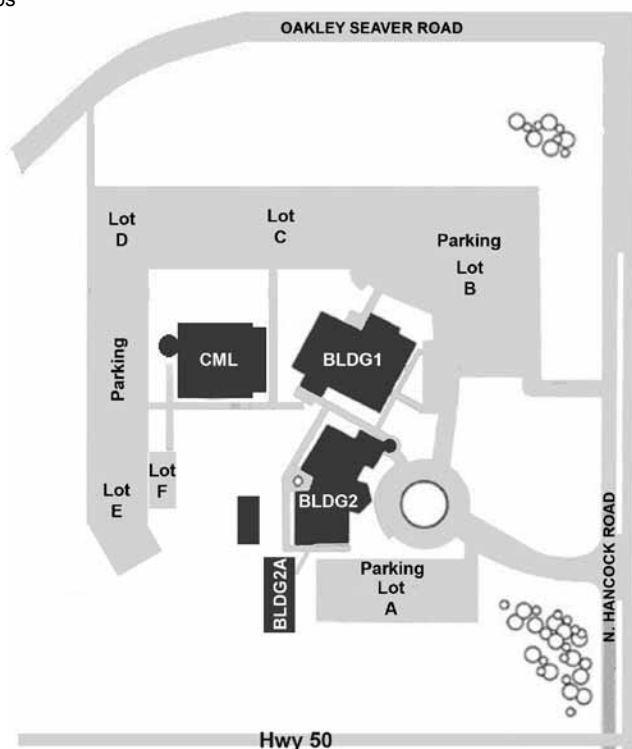 os
OAKLEY SEAVER ROAD
Lot
D
Lot
C
Parking
Lot
B
Parking
CML
BLDG1
Lot
F
Lot
E
BLDG2
BLDG2A
Parking
Lot
A
N. HANCOCK ROAD
Hwy 50